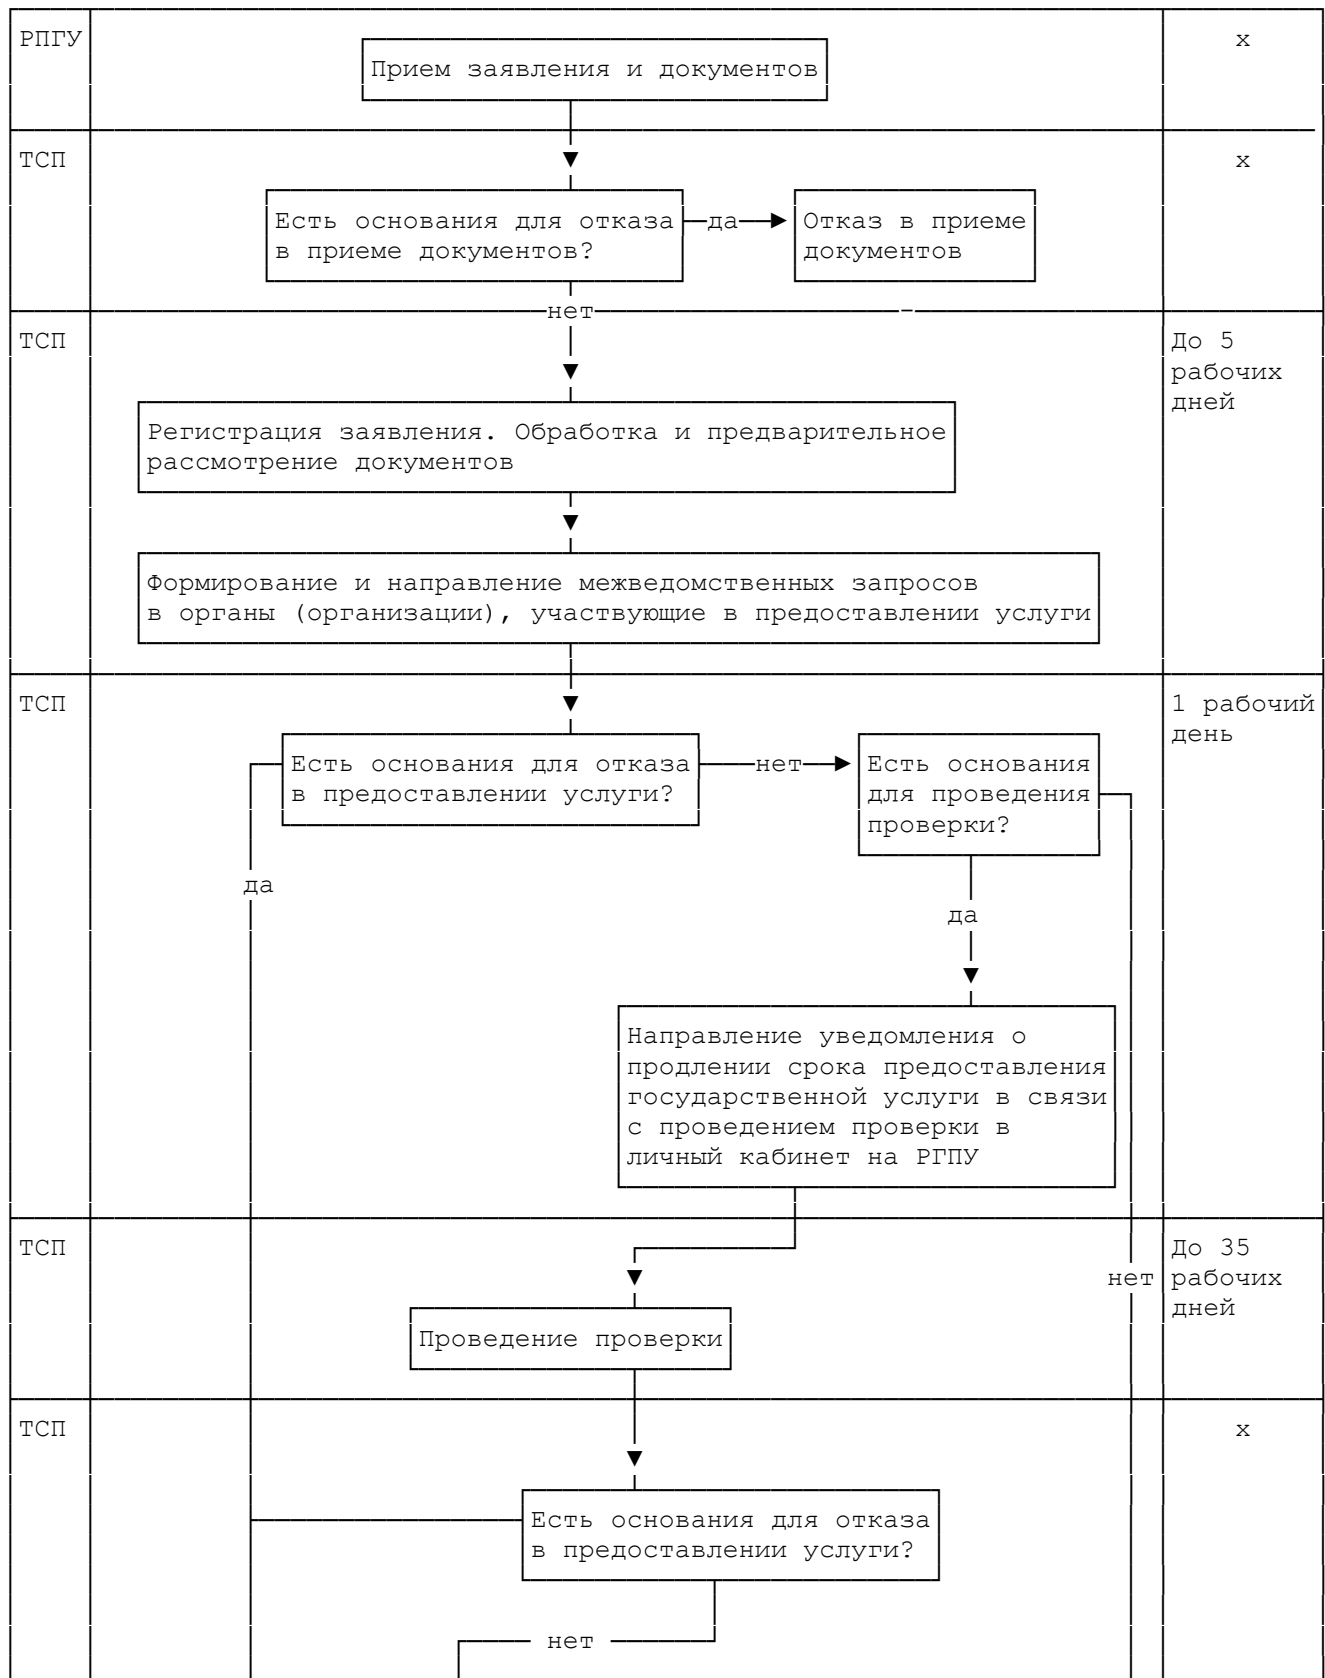 РПГУ
х
Прием заявления и документов
ТСП
х
Есть основания для отказа
в приеме документов?
да
Отказ в приеме
документов
нет
ТСП
До 5
рабочих
дней
Регистрация заявления. Обработка и предварительное
рассмотрение документов
Формирование и направление межведомственных запросов
в органы (организации), участвующие в предоставлении услуги
ТСП
1 рабочий
день
Есть основания для отказа
в предоставлении услуги?
нет
Есть основания
для проведения
проверки?
да
да
Направление уведомления о
продлении срока предоставления
государственной услуги в связи
с проведением проверки в
личный кабинет на РГПУ
ТСП
До 35
рабочих
дней
нет
Проведение проверки
ТСП
х
Есть основания для отказа
в предоставлении услуги?
нет